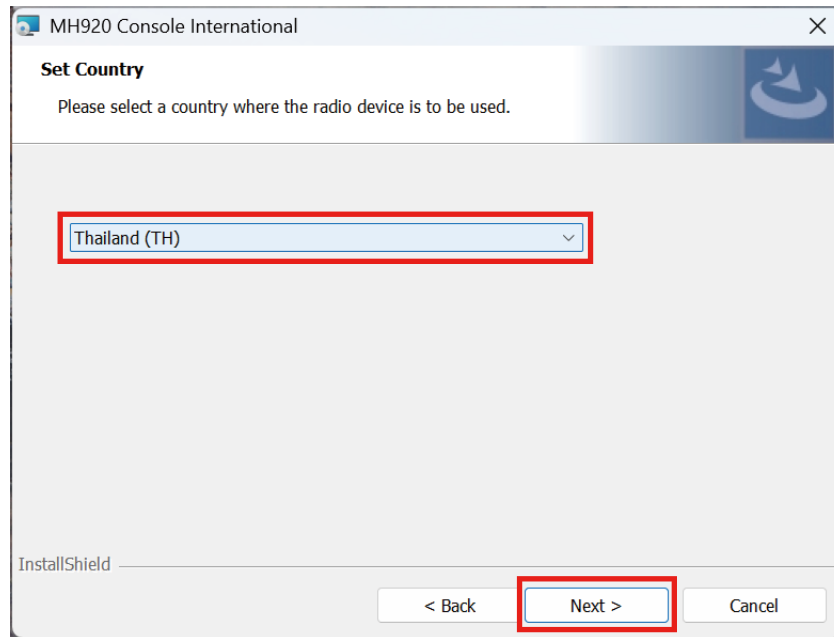 MH920 Console International
Set Country
Please select a country where the radio device is to be used.
Thailand (TH)
InstallShield
< Back
Next >
Cancel